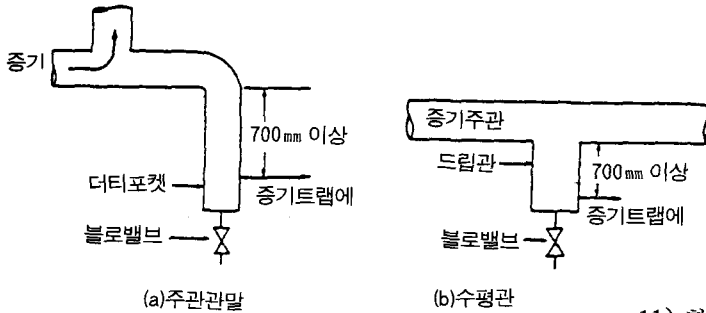 증기
700mm 이상
더티포켓
증기트랩에
블로밸브
(a)주관관말
증기주관
드립관
700mm 이상
증기트랩에
블로밸브
(b)수평관
11)